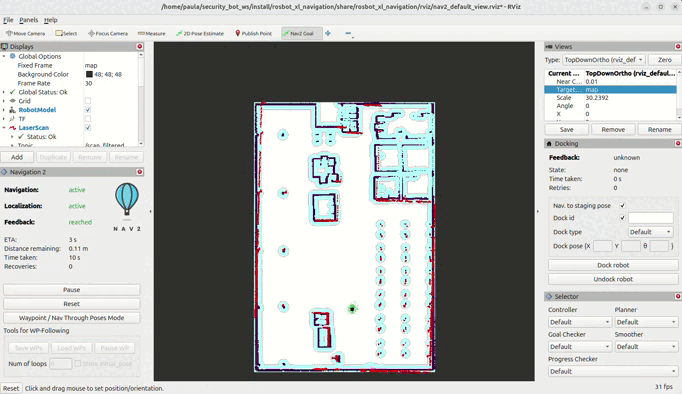 /home/paula/security_bot_ws/install/rosbot_xl_navigation/share/rosbot_xl_navigation/rviz/nav2_default_view.rviz* - RViz
File Panels Help
Move Camera Select Focus Camera Measure 2D Pose Estimate Publish Point Nav2 Goal
Displays
Global Options
Fixed Frame map
Background Color 48; 48; 48
Frame Rate 30
Global Status: Ok
Grid
RobotModel
TF
LaserScan
Status: Ok
Topic /scan_filtered
Add Duplicate Remove Rename
Navigation 2
Navigation: active
Localization: active
Feedback: reached
NAV2
ETA: 3 s
Distance remaining: 0.11 m
Time taken: 10 s
Recoveries: 0
Pause
Reset
Waypoint / Nav Through Poses Mode
Tools for WP-Following
Save WPs Load WPs Pause WP
Num of loops 0 Store initial_pose
Reset Click and drag mouse to set position/orientation.
Views
Type: TopDownOrtho (rviz_def Zero
Current ... TopDownOrtho (rviz_defaul...
Near C... 0.01
Target... map
Scale 30.2392
Angle 0
X 0
Save Remove Rename
Docking
Feedback: unknown
State: none
Time taken: 0 s
Retries: 0
Nav. to staging pose
Dock id
Dock type Default
Dock pose {X Y θ }
Dock robot
Undock robot
Selector
Controller Planner
Default Default
Goal Checker Smoother
Default Default
Progress Checker
Default
31 fps